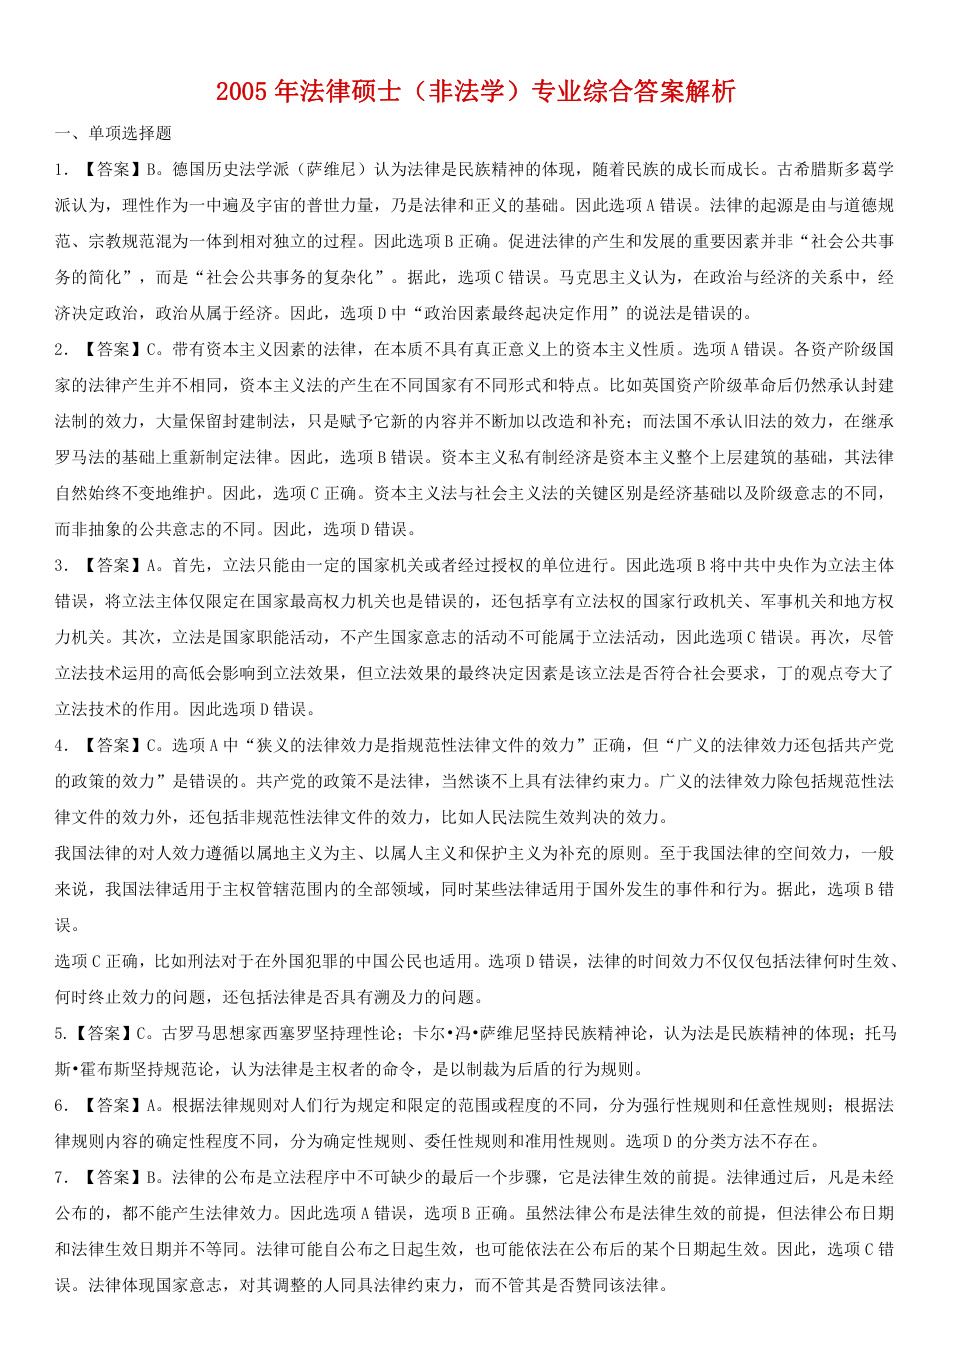 2005 年法律硕士（非法学）专业综合答案解析
一、单项选择题
1. 【答案】B。德国历史法学派（萨维尼）认为法律是民族精神的体现，随着民族的成长而成长。古希腊斯多葛学
派认为，理性作为一中遍及宇宙的普世力量，乃是法律和正义的基础。因此选项 A 错误。法律的起源是由与道德规
范、宗教规范混为一体到相对独立的过程。因此选项 B 正确。促进法律的产生和发展的重要因素并非“社会公共事
务的简化”，而是“社会公共事务的复杂化”。据此，选项 C 错误。马克思主义认为，在政治与经济的关系中，经
济决定政治，政治从属于经济。因此，选项 D 中“政治因素最终起决定作用”的说法是错误的。
2. 【答案】C。带有资本主义因素的法律，在本质不具有真正意义上的资本主义性质。选项 A 错误。各资产阶级国
家的法律产生并不相同，资本主义法的产生在不同国家有不同形式和特点。比如英国资产阶级革命后仍然承认封建
法制的效力，大量保留封建制法，只是赋予它新的内容并不断加以改造和补充；而法国不承认旧法的效力，在继承
罗马法的基础上重新制定法律。因此，选项 B 错误。资本主义私有制经济是资本主义整个上层建筑的基础，其法律
自然始终不变地维护。因此，选项 C 正确。资本主义法与社会主义法的关键区别是经济基础以及阶级意志的不同，
而非抽象的公共意志的不同。因此，选项 D 错误。
3. 【答案】A。首先，立法只能由一定的国家机关或者经过授权的单位进行。因此选项 B 将中共中央作为立法主体
错误，将立法主体仅限定在国家最高权力机关也是错误的，还包括享有立法权的国家行政机关、军事机关和地方权
力机关。其次，立法是国家职能活动，不产生国家意志的活动不可能属于立法活动，因此选项 C 错误。再次，尽管
立法技术运用的高低会影响到立法效果，但立法效果的最终决定因素是该立法是否符合社会要求，丁的观点夸大了
立法技术的作用。因此选项 D 错误。
4. 【答案】C。选项 A 中“狭义的法律效力是指规范性法律文件的效力”正确，但“广义的法律效力还包括共产党
的政策的效力”是错误的。共产党的政策不是法律，当然谈不上具有法律约束力。广义的法律效力除包括规范性法
律文件的效力外，还包括非规范性法律文件的效力，比如人民法院生效判决的效力。
我国法律的对人效力遵循以属地主义为主、以属人主义和保护主义为补充的原则。至于我国法律的空间效力，一般
来说，我国法律适用于主权管辖范围内的全部领域，同时某些法律适用于国外发生的事件和行为。据此，选项 B 错
误。
选项 C 正确，比如刑法对于在外国犯罪的中国公民也适用。选项 D 错误，法律的时间效力不仅仅包括法律何时生效、
何时终止效力的问题，还包括法律是否具有溯及力的问题。
5.【答案】C。古罗马思想家西塞罗坚持理性论；卡尔•冯•萨维尼坚持民族精神论，认为法是民族精神的体现；托马
斯•霍布斯坚持规范论，认为法律是主权者的命令，是以制裁为后盾的行为规则。
6. 【答案】A。根据法律规则对人们行为规定和限定的范围或程度的不同，分为强行性规则和任意性规则；根据法
律规则内容的确定性程度不同，分为确定性规则、委任性规则和准用性规则。选项 D 的分类方法不存在。
7. 【答案】B。法律的公布是立法程序中不可缺少的最后一个步骤，它是法律生效的前提。法律通过后，凡是未经
公布的，都不能产生法律效力。因此选项 A 错误，选项 B 正确。虽然法律公布是法律生效的前提，但法律公布日期
和法律生效日期并不等同。法律可能自公布之日起生效，也可能依法在公布后的某个日期起生效。因此，选项 C 错
误。法律体现国家意志，对其调整的人同具法律约束力，而不管其是否赞同该法律。